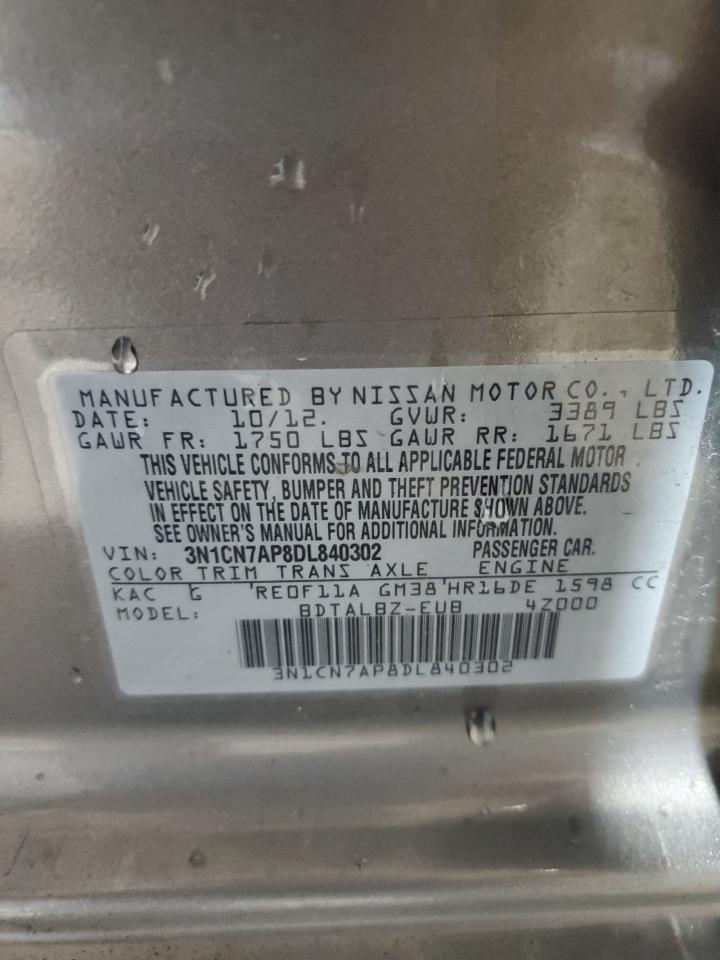 MANUFACTURED BY NISSAN MOTOR CO., LTD.
DATE: 10/12. GVWR: 3389 LBS
GAWR FR: 1750 LBS GAWR RR: 1671 LBS
THIS VEHICLE CONFORMS TO ALL APPLICABLE FEDERAL MOTOR
VEHICLE SAFETY, BUMPER AND THEFT PREVENTION STANDARDS
IN EFFECT ON THE DATE OF MANUFACTURE SHOWN ABOVE.
SEE OWNER'S MANUAL FOR ADDITIONAL INFORMATION.
VIN: 3N1CN7AP8DL840302 PASSENGER CAR.
COLOR TRIM TRANS AXLE ENGINE
KAC G RE0F11A GM38 HR16DE 1598 CC
MODEL: BDTALBZ-EUB 4Z000
3N1CN7AP8DL840302